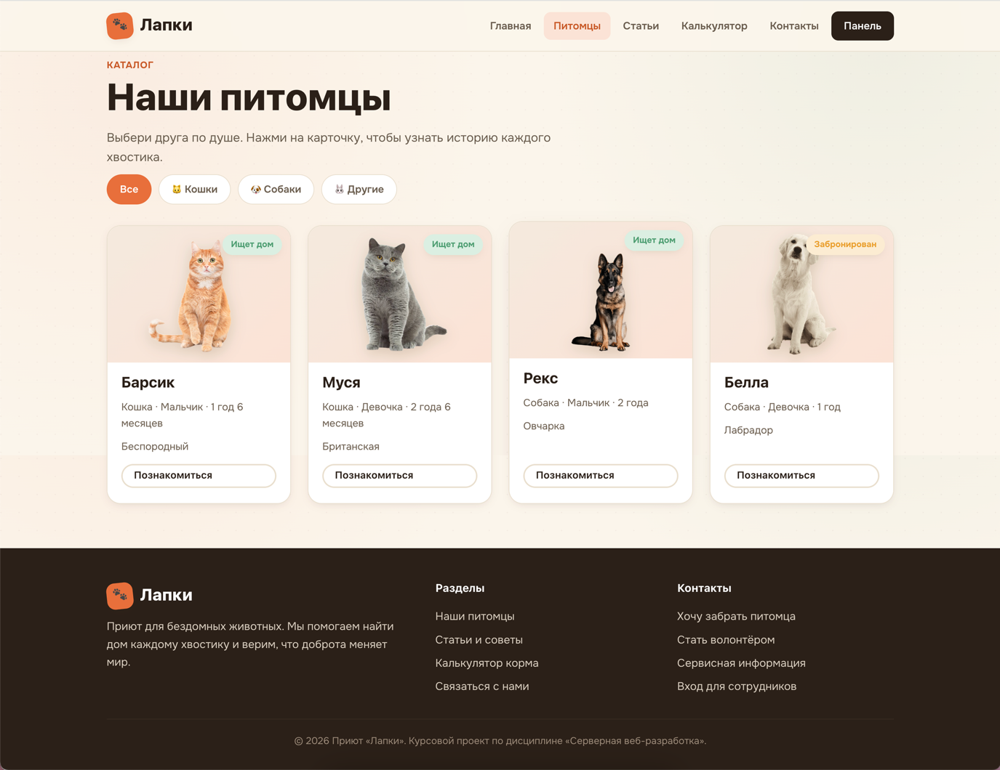 Лапки
Главная
Питомцы
Статьи
Калькулятор
Контакты
Панель
КАТАЛОГ
Наши питомцы
Выбери друга по душе. Нажми на карточку, чтобы узнать историю каждого
хвостика.
Все
Кошки
Собаки
Другие
Ищет дом
Барсик
Кошка · Мальчик · 1 год 6
месяцев
Беспородный
Познакомиться
Ищет дом
Муся
Кошка · Девочка · 2 года 6
месяцев
Британская
Познакомиться
Ищет дом
Рекс
Собака · Мальчик · 2 года
Овчарка
Познакомиться
Забронирован
Белла
Собака · Девочка · 1 год
Лабрадор
Познакомиться
Лапки
Приют для бездомных животных. Мы помогаем найти
дом каждому хвостику и верим, что доброта меняет
мир.
Разделы
Наши питомцы
Статьи и советы
Калькулятор корма
Связаться с нами
Контакты
Хочу забрать питомца
Стать волонтёром
Сервисная информация
Вход для сотрудников
© 2026 Приют «Лапки». Курсовой проект по дисциплине «Серверная веб-разработка».